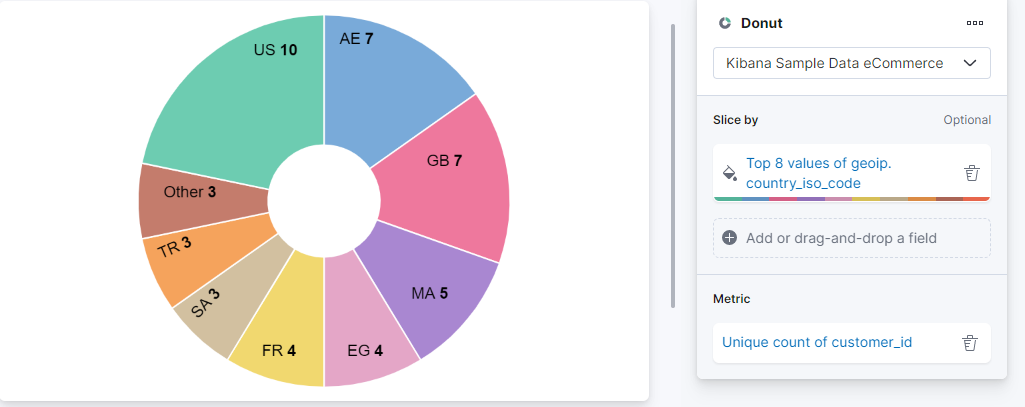 US 10
AE 7
GB 7
MA 5
EG 4
FR 4
SA 3
TR 3
Other 3
Donut
Kibana Sample Data eCommerce
Slice by
Optional
Top 8 values of geoip.
country_iso_code
Add or drag-and-drop a field
Metric
Unique count of customer_id